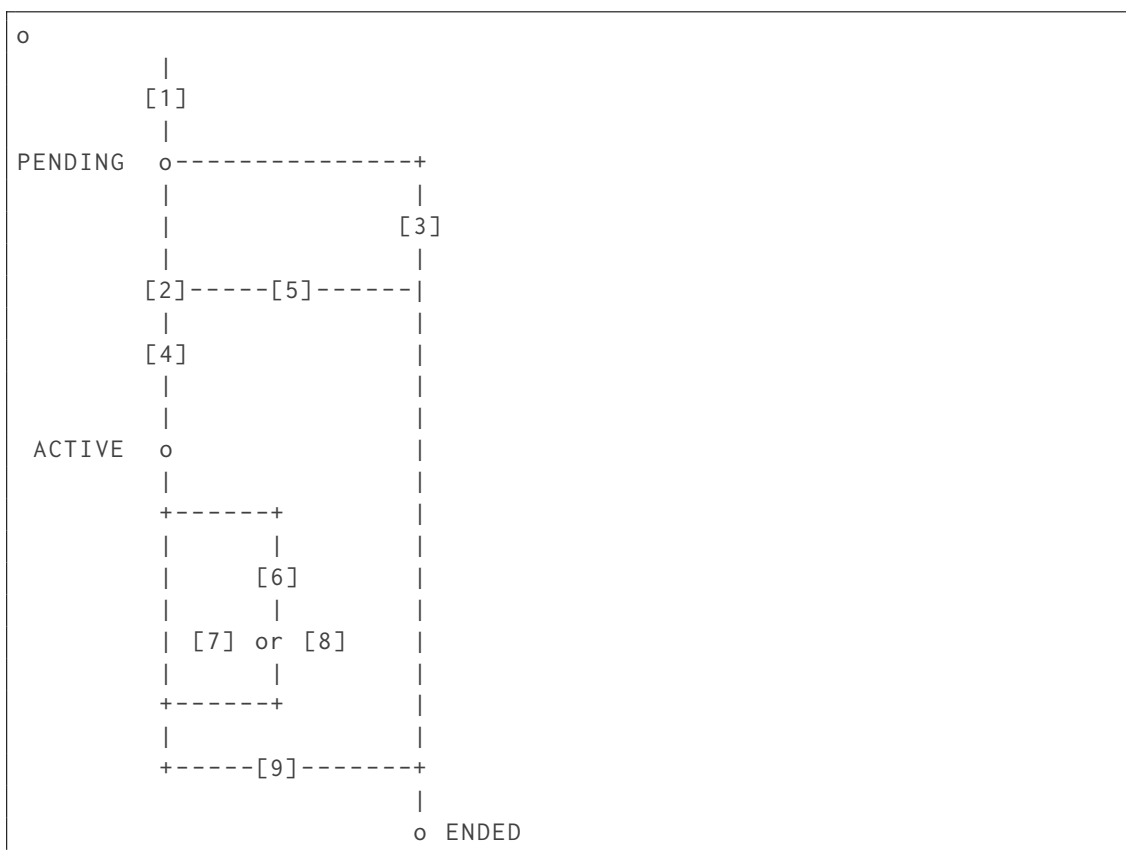 o
|
[1]
|
PENDING  o---------------+
|               |
|              [3]
|               |
[2]-----[5]------|
|               |
[4]              |
|               |
|               |
ACTIVE  o               |
|               |
+------+        |
|      |        |
|     [6]       |
|      |        |
| [7] or [8]    |
|      |        |
+------+        |
|               |
+-----[9]-------+
|
o ENDED